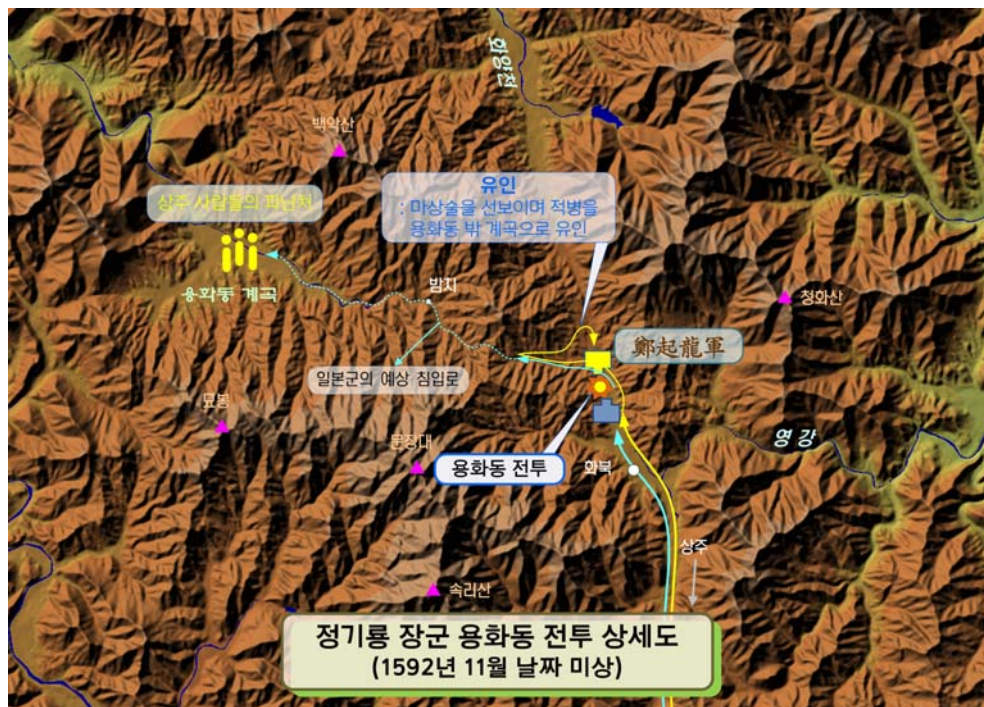 화양천
백악산
유인
: 마상술을 선보이며 적병을
용화동 밖 계곡으로 유인
상주 사람들의 피난처
용화동 계곡
밤치
청화산
鄭起龍軍
일본군의 예상 침입로
묘봉
문장대
용화동 전투
화북
영강
상주
속리산
정기룡 장군 용화동 전투 상세도
(1592년 11월 날짜 미상)